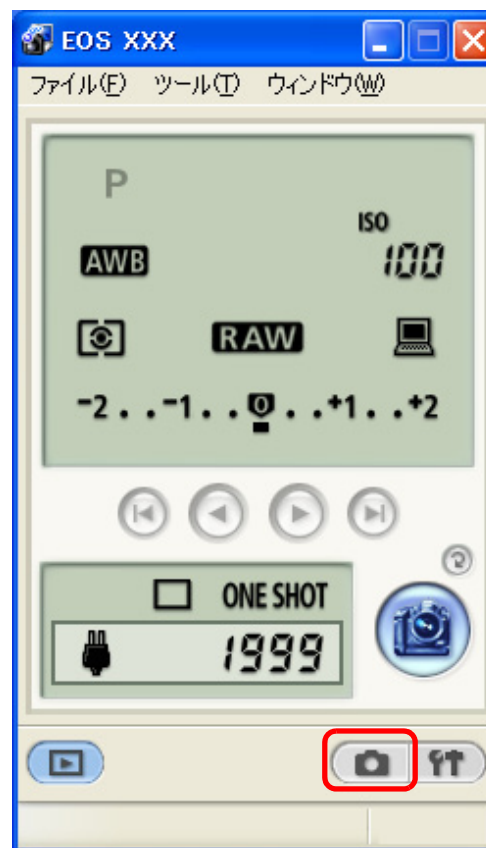 EOS XXX
ファイル(F) ツール(T) ウィンドウ(W)
P
ISO
AWB 100
RAW
-2..-1..0..+1..+2
ONE SHOT
1999